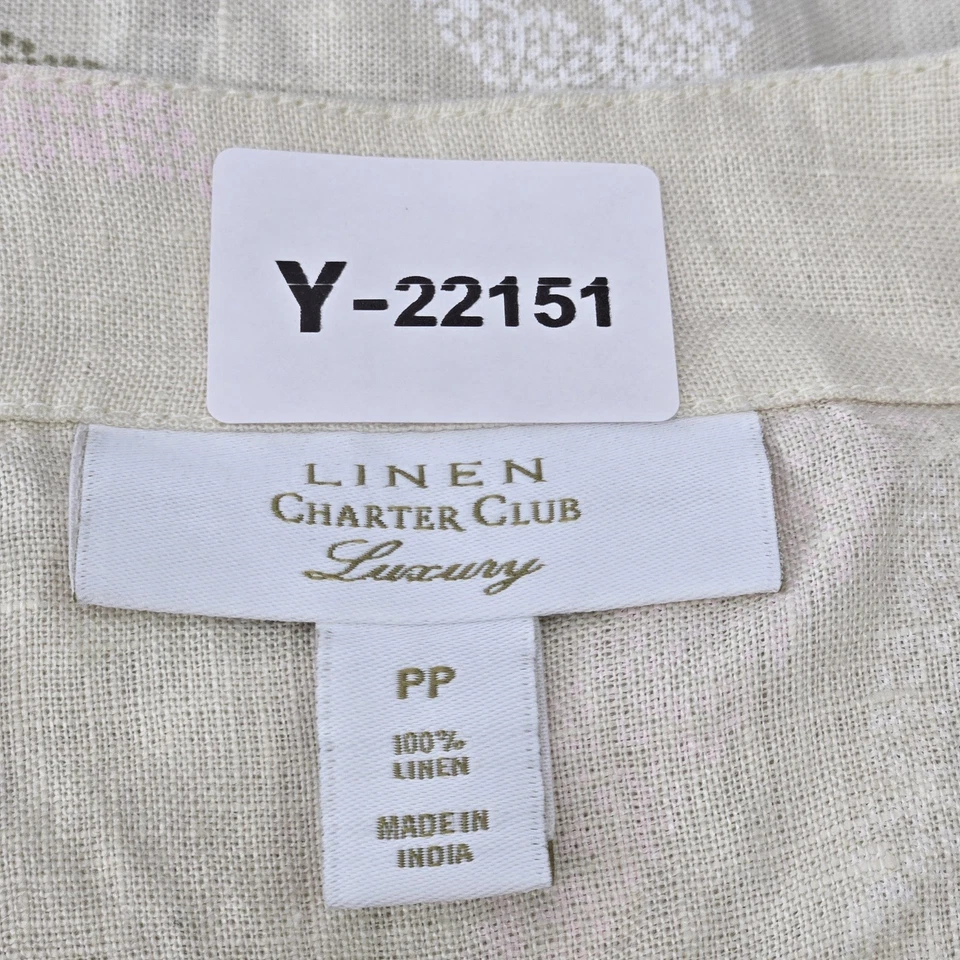 Y-22151
LINEN
CHARTER CLUB
Luxury
PP
100%
LINEN
MADE IN
INDIA